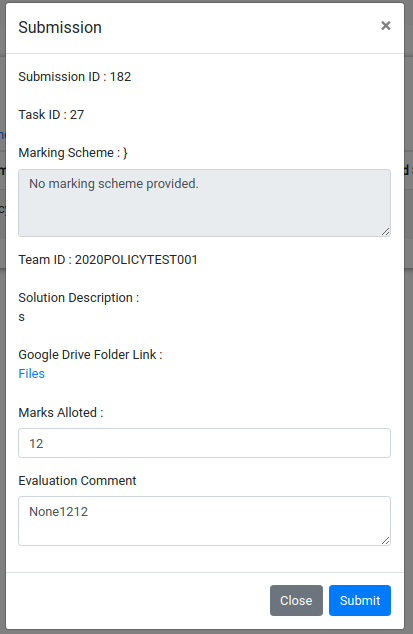 Submission
×
Submission ID : 182
Task ID : 27
Marking Scheme : }
No marking scheme provided.
Team ID : 2020POLICYTEST001
Solution Description :
s
Google Drive Folder Link :
Files
Marks Alloted :
12
Evaluation Comment
None1212
Close Submit